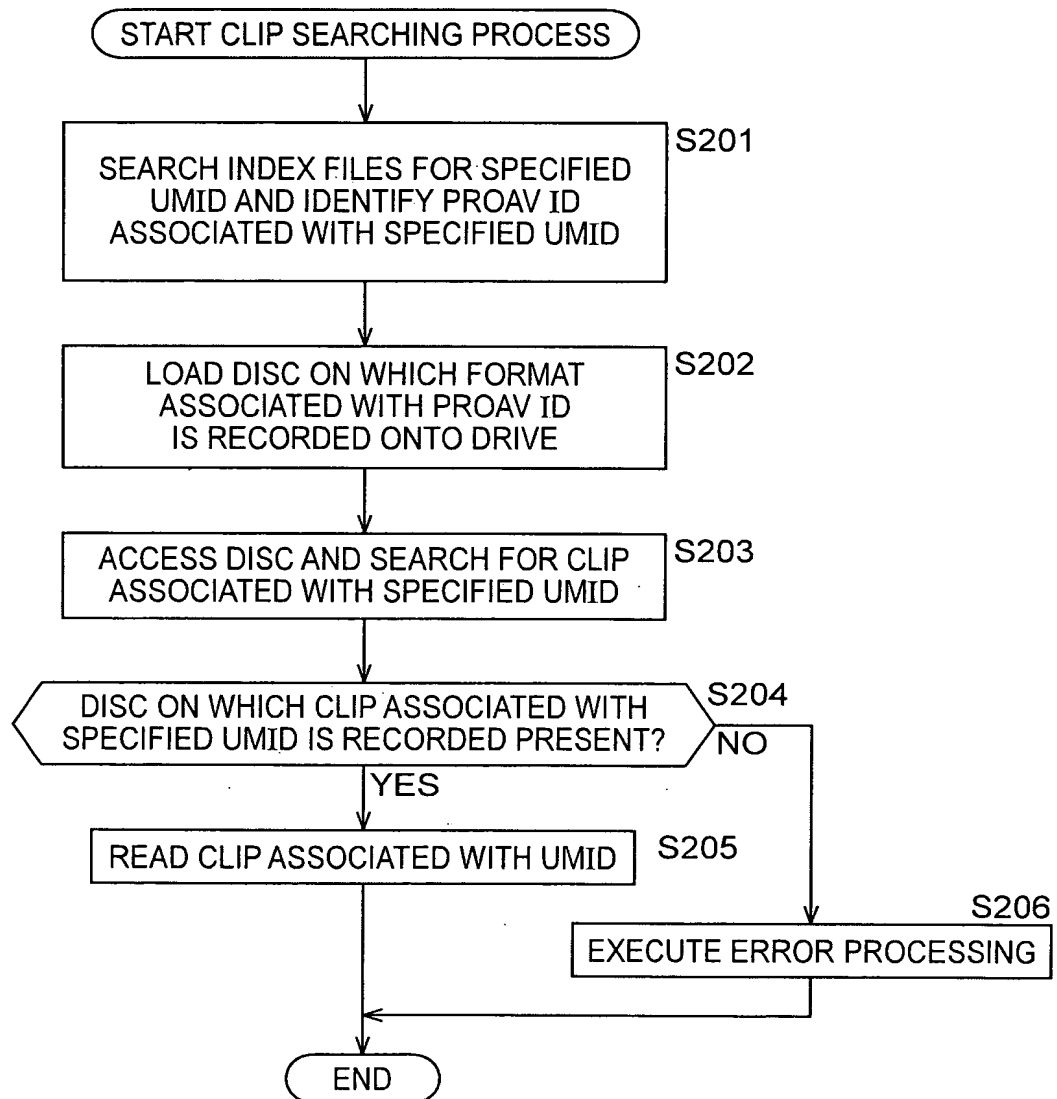 START CLIP SEARCHING PROCESS
S201
SEARCH INDEX FILES FOR SPECIFIED
UMID AND IDENTIFY PROAV ID
ASSOCIATED WITH SPECIFIED UMID
S202
LOAD DISC ON WHICH FORMAT
ASSOCIATED WITH PROAV ID
IS RECORDED ONTO DRIVE
S203
ACCESS DISC AND SEARCH FOR CLIP
ASSOCIATED WITH SPECIFIED UMID
S204
DISC ON WHICH CLIP ASSOCIATED WITH
SPECIFIED UMID IS RECORDED PRESENT?
NO
YES
READ CLIP ASSOCIATED WITH UMID
S205
S206
EXECUTE ERROR PROCESSING
END